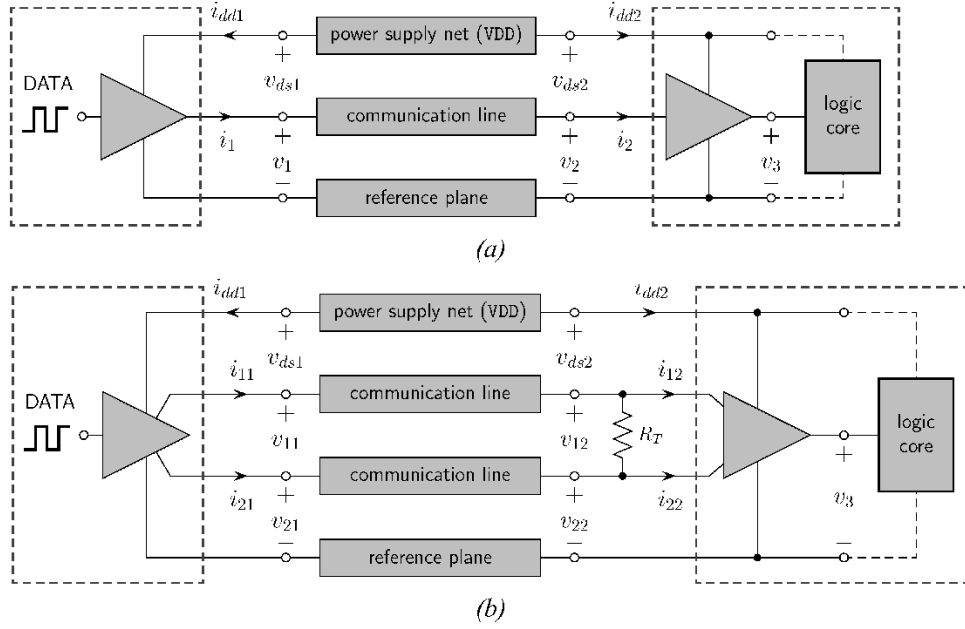 i_dd1 power supply net (VDD) i_dd2
+ +
DATA v_ds1 v_ds2
communication line
logic core
i_1 + + i_2 +
v_1 v_2 v_3
− − −
reference plane
(a)
i_dd1 power supply net (VDD) i_dd2
+ +
v_ds1 v_ds2
i_11 communication line i_12
DATA + +
v_11 v_12 R_T
logic core
communication line
i_21 + + i_22 +
v_21 v_22 v_3
− − −
reference plane
(b)